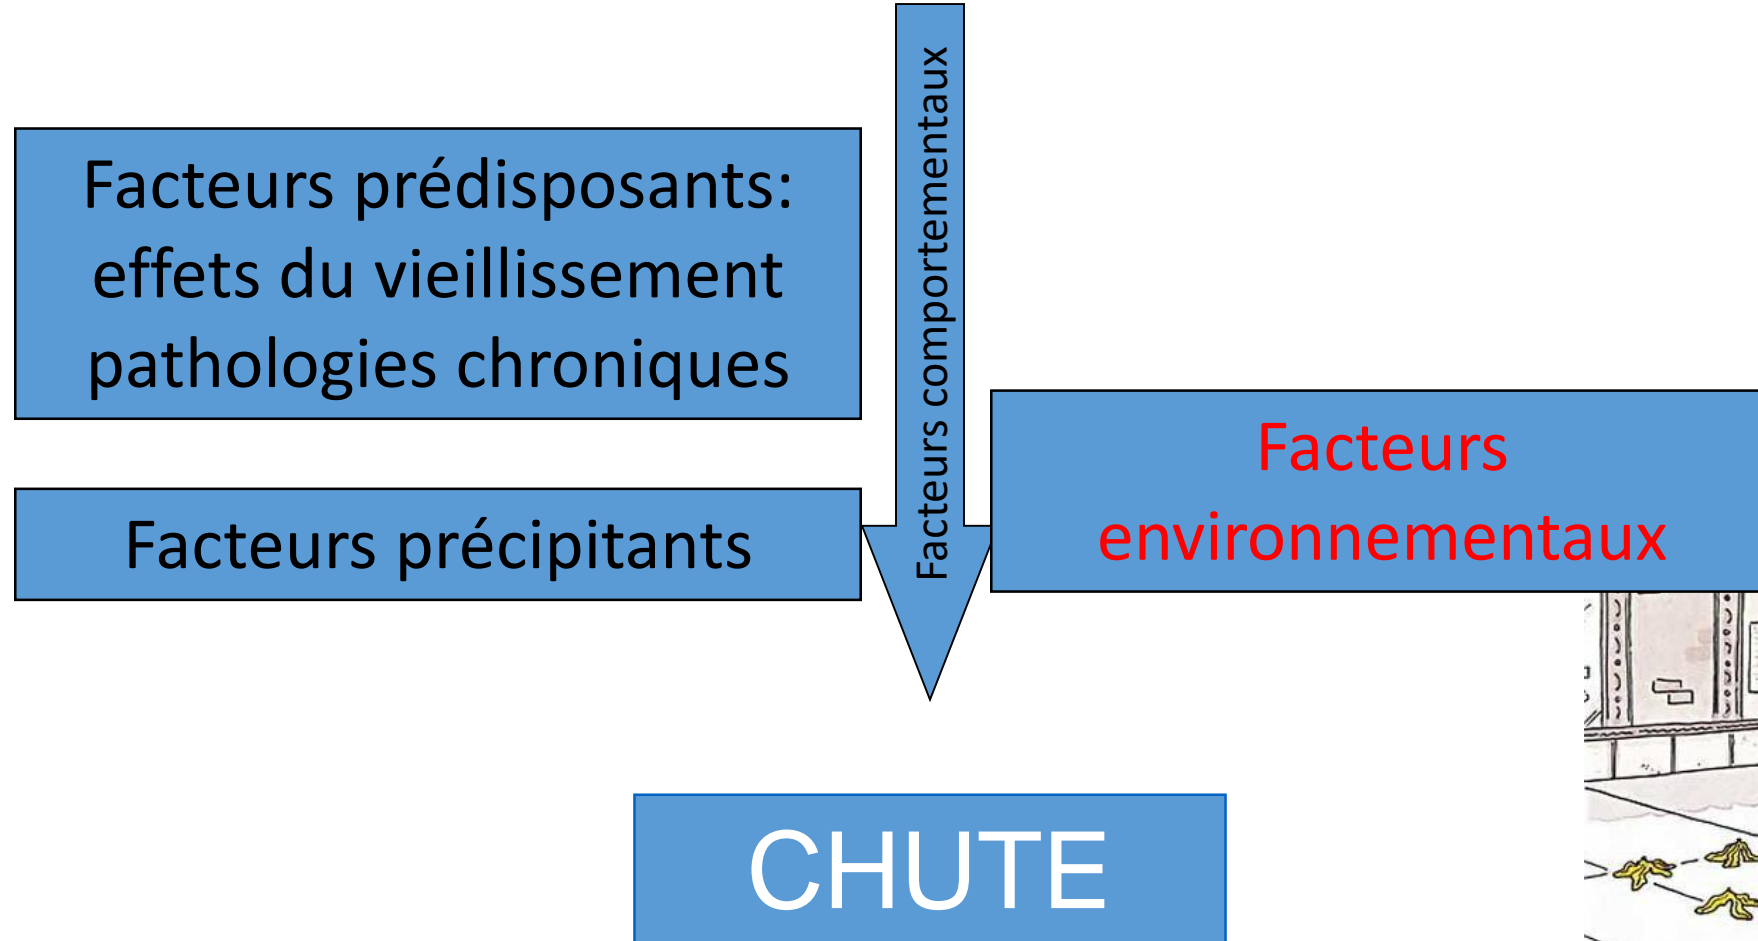 Facteurs prédisposants:
effets du vieillissement
pathologies chroniques
Facteurs précipitants
Facteurs comportementaux
Facteurs
environnementaux
CHUTE